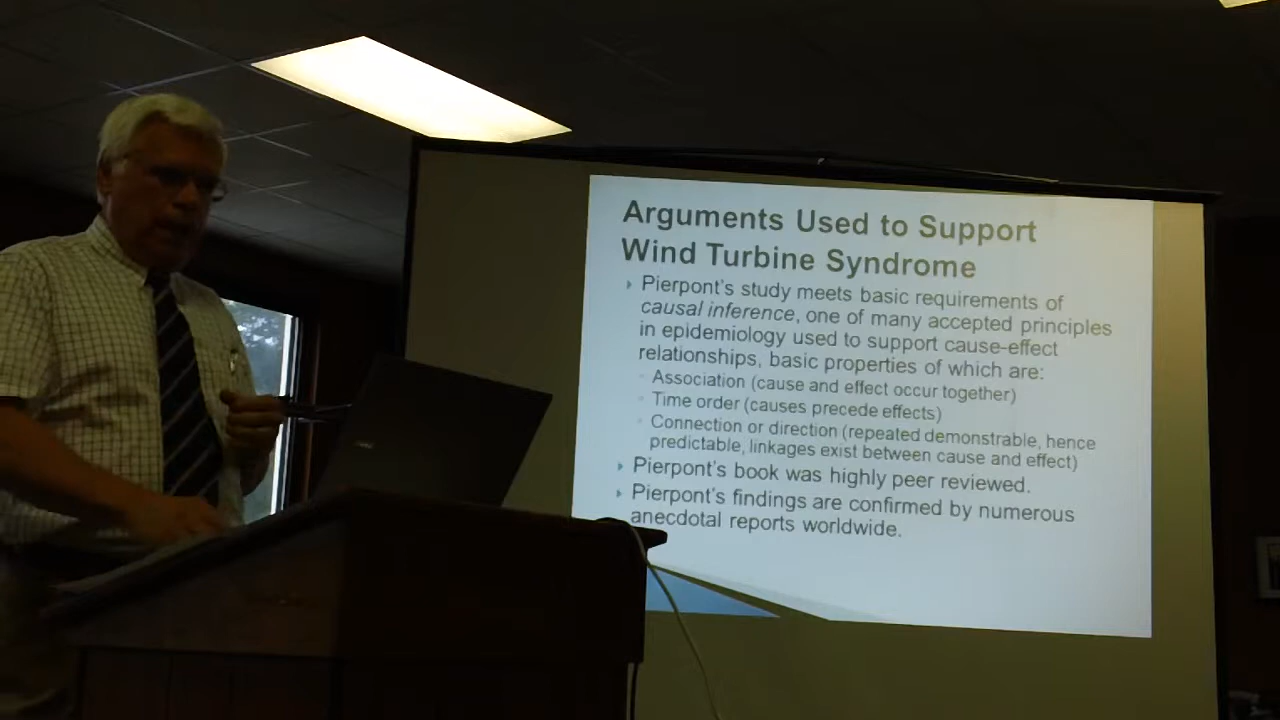 Arguments Used to Support
Wind Turbine Syndrome
Pierpont's study meets basic requirements of
causal inference, one of many accepted principles
in epidemiology used to support cause-effect
relationships, basic properties of which are:
Association (cause and effect occur together)
Time order (causes precede effects)
Connection or direction (repeated demonstrable, hence
predictable, linkages exist between cause and effect)
Pierpont's book was highly peer reviewed.
Pierpont's findings are confirmed by numerous
anecdotal reports worldwide.